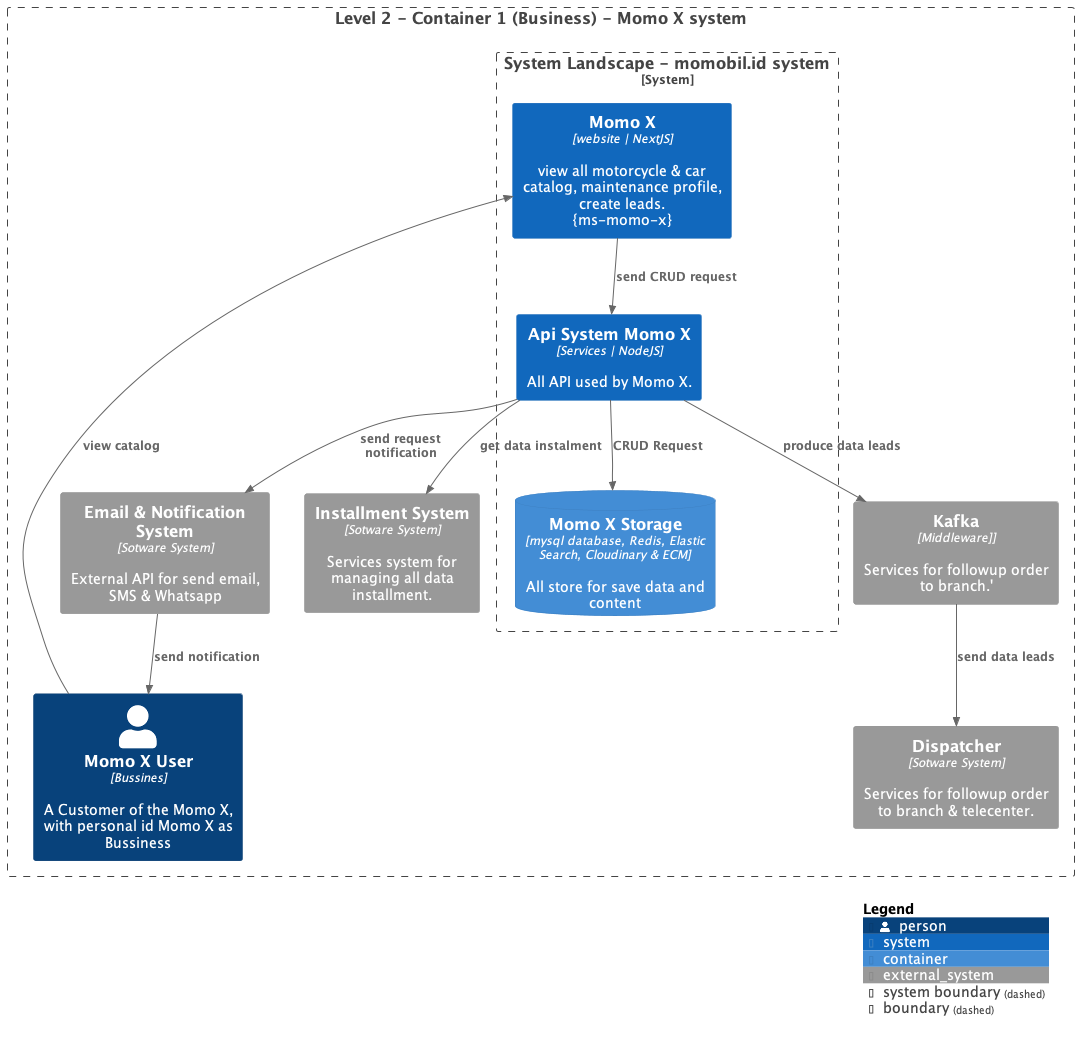 Level 2 - Container 1 (Business) - Momo X system
System Landscape - momobil.id system
[System]
Momo X
[website | NextJS]
view all motorcycle & car
catalog, maintenance profile,
create leads.
{ms-momo-x}
send CRUD request
Api System Momo X
[Services | NodeJS]
All API used by Momo X.
view catalog
send request
notification
get data instalment
CRUD Request
produce data leads
Email & Notification
System
[Sotware System]
External API for send email,
SMS & Whatsapp
Installment System
[Sotware System]
Services system for
managing all data
installment.
Momo X Storage
[mysql database, Redis, Elastic
Search, Cloudinary & ECM]
All store for save data and
content
Kafka
[Middleware]]
Services for followup order
to branch.'
send notification
send data leads
Momo X User
[Bussines]
A Customer of the Momo X,
with personal id Momo X as
Bussiness
Dispatcher
[Sotware System]
Services for followup order
to branch & telecenter.
Legend
person
system
container
external_system
system boundary (dashed)
boundary (dashed)